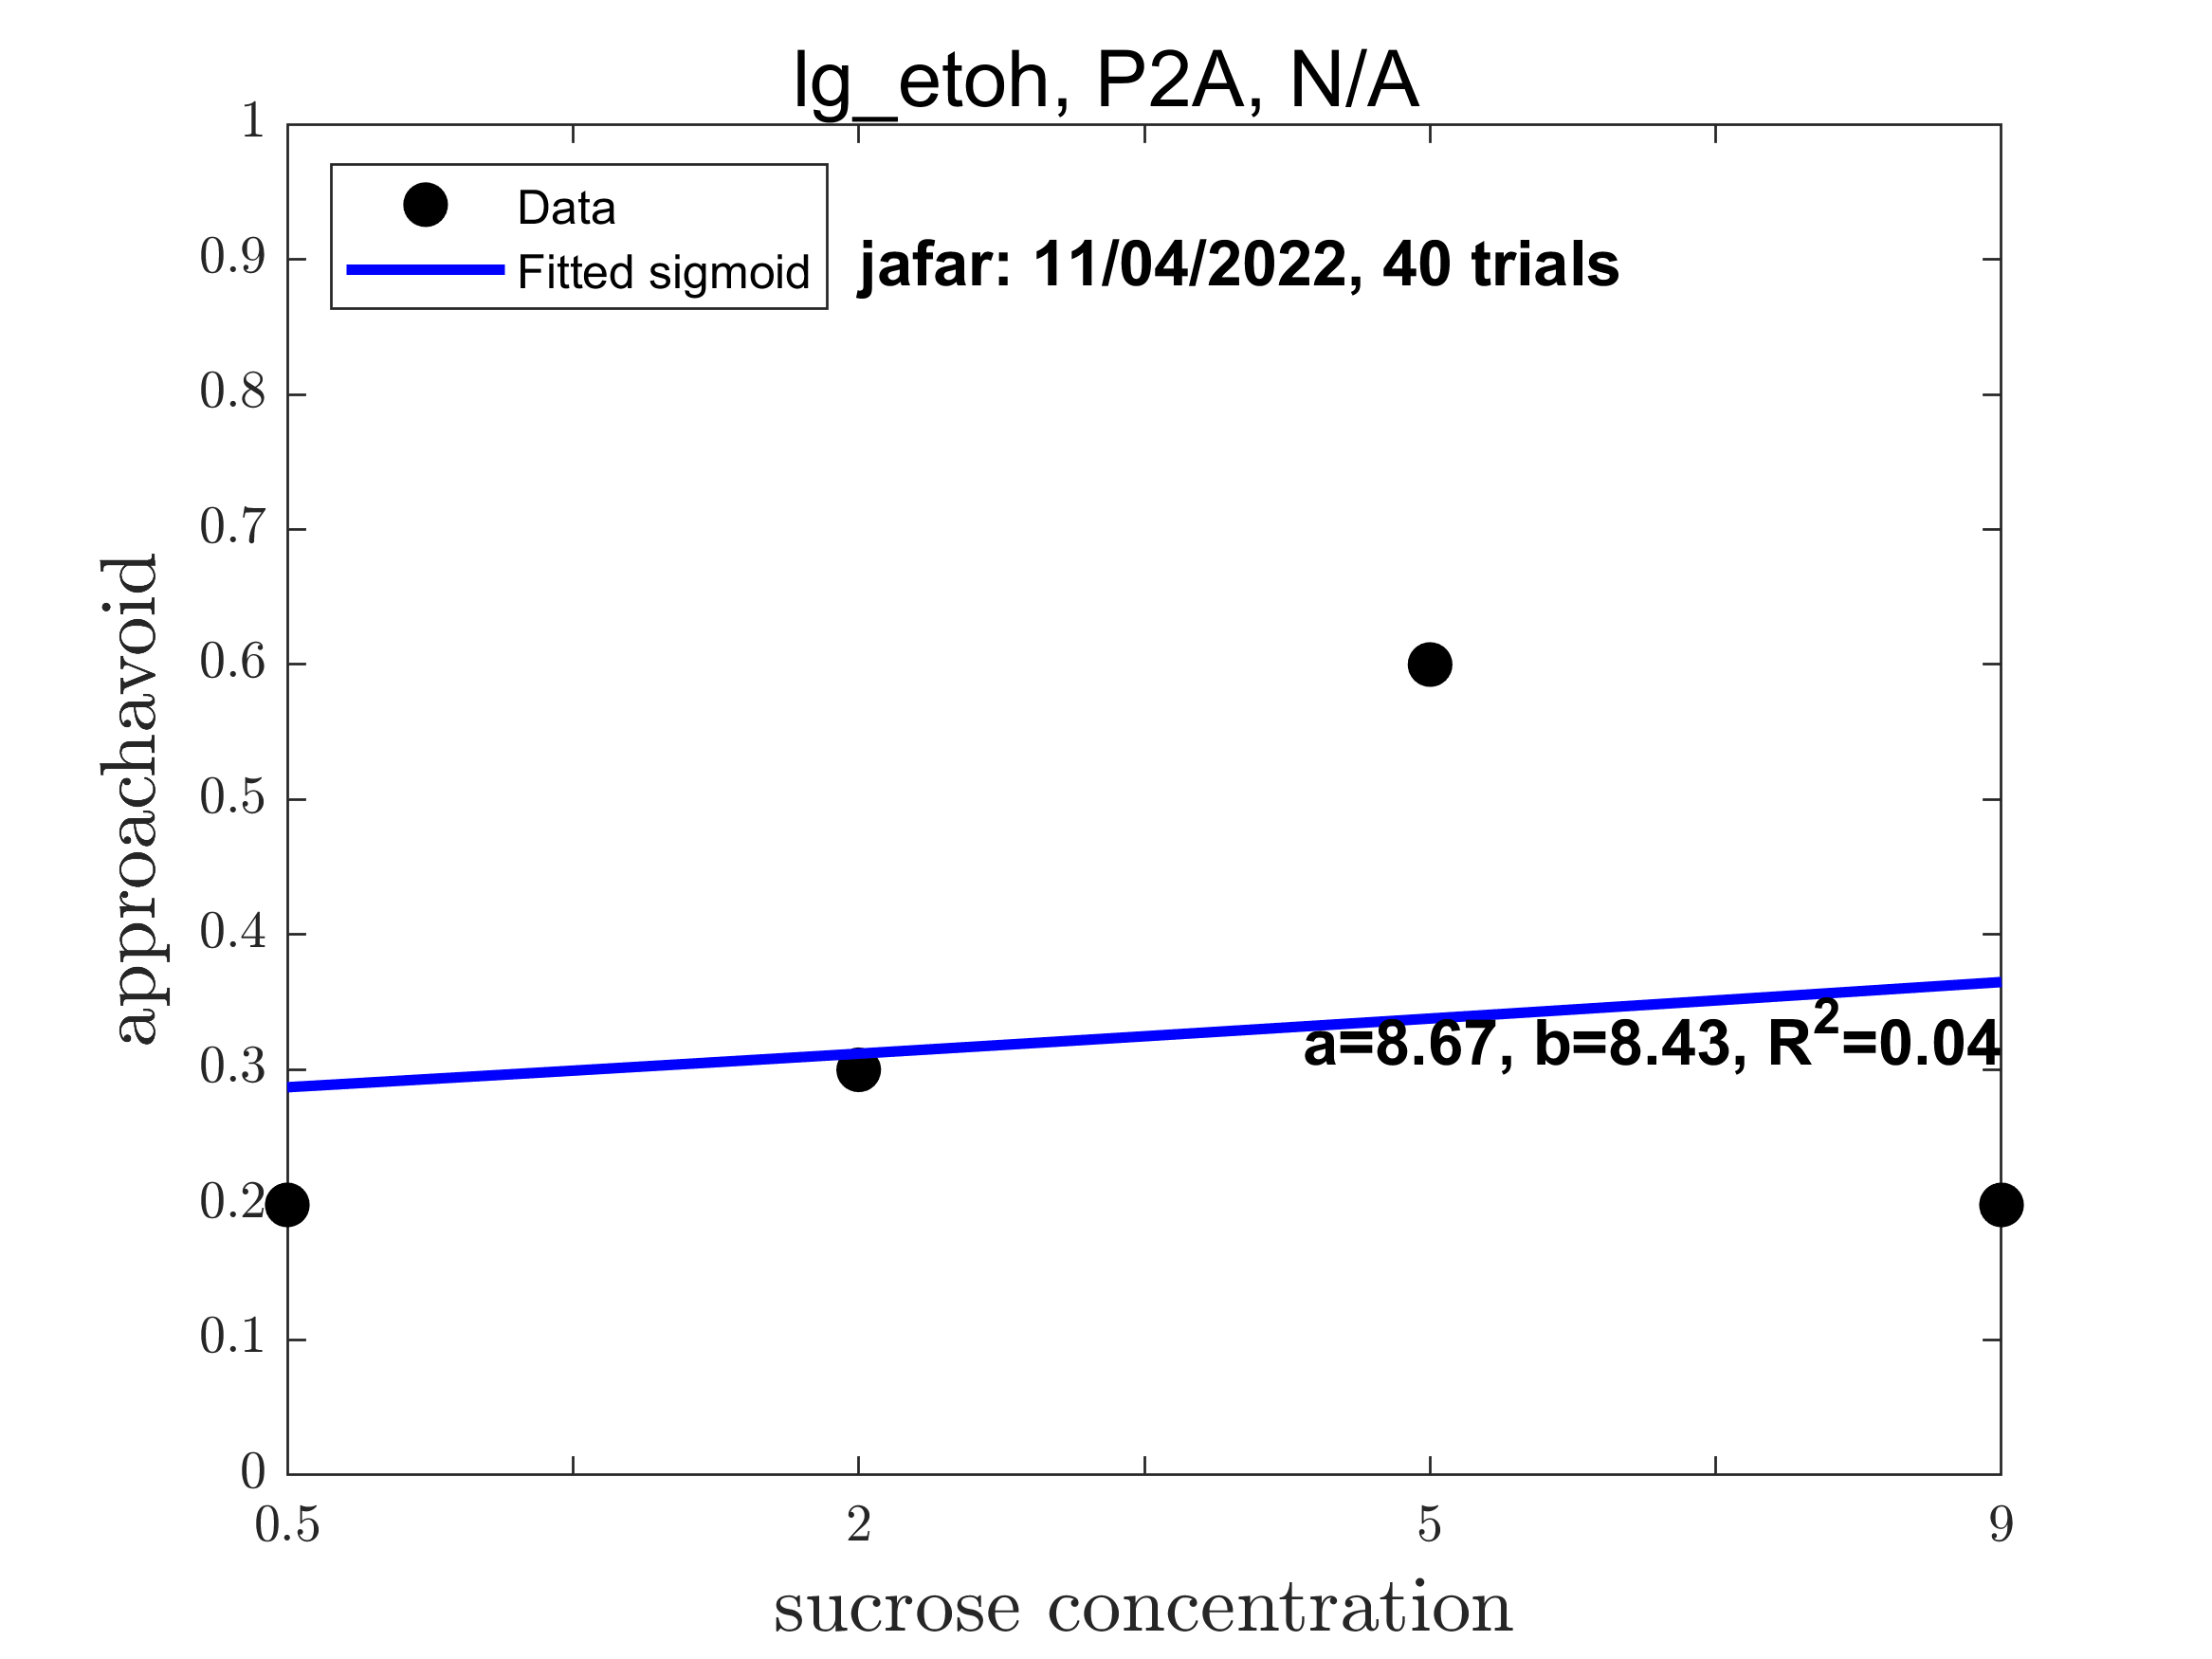 lg_etoh, P2A, N/A
1
0.9
0.8
0.7
0.6
0.5
0.4
0.3
0.2
0.1
0
approachavoid
Data
Fitted sigmoid
jafar: 11/04/2022, 40 trials
a=8.67, b=8.43, R²=0.04
0.5 2 5 9
sucrose concentration